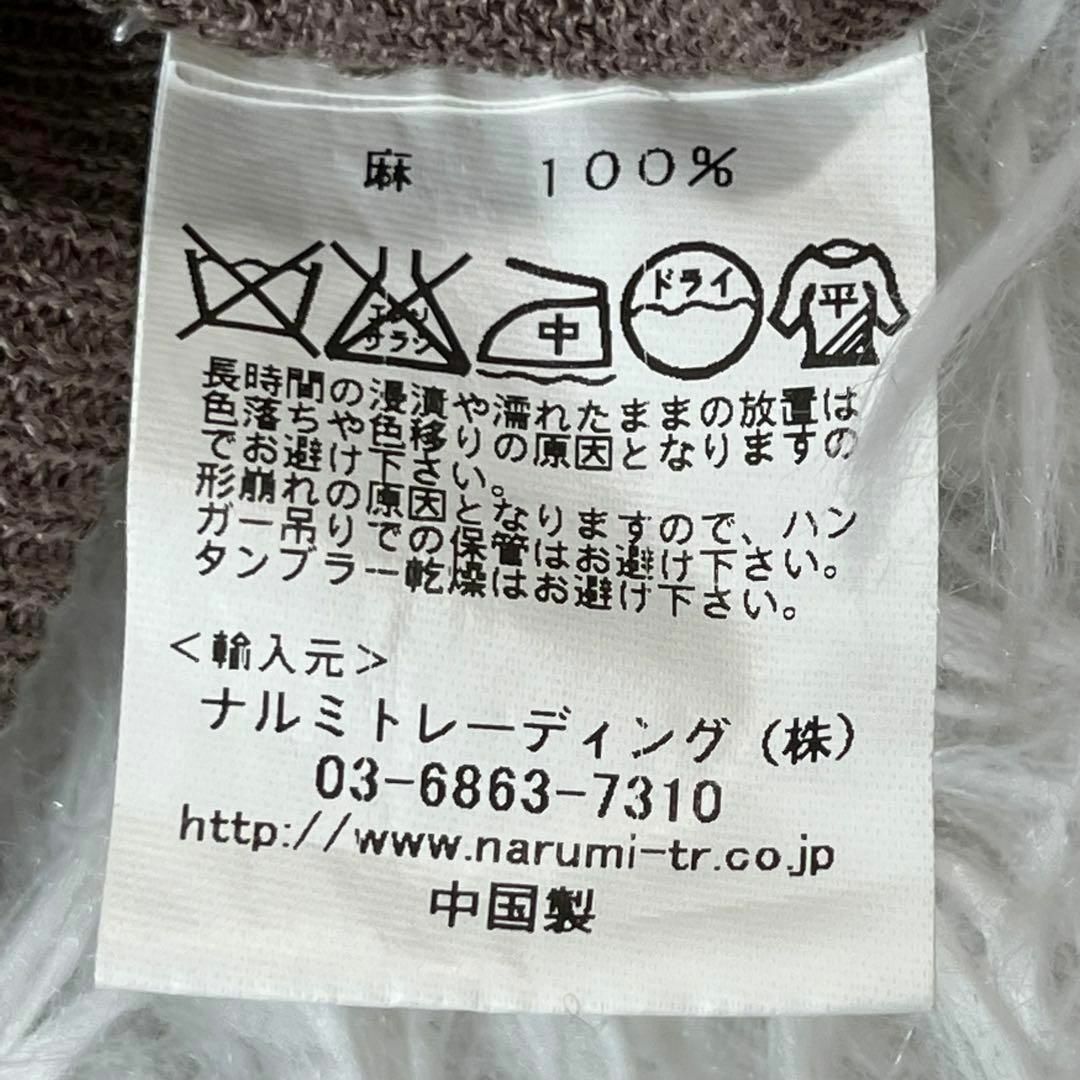 麻 100%
エンソ
サラシ
中
ドライ
平
長時間の浸漬や濡れたままの放置は
色落ちや色移りの原因となりますの
でお避け下さい。
形崩れの原因となりますので、ハン
ガー吊りでの保管はお避け下さい。
タンブラー乾燥はお避け下さい。
<輸入元>
ナルミトレーディング(株)
03-6863-7310
http://www.narumi-tr.co.jp
中国製